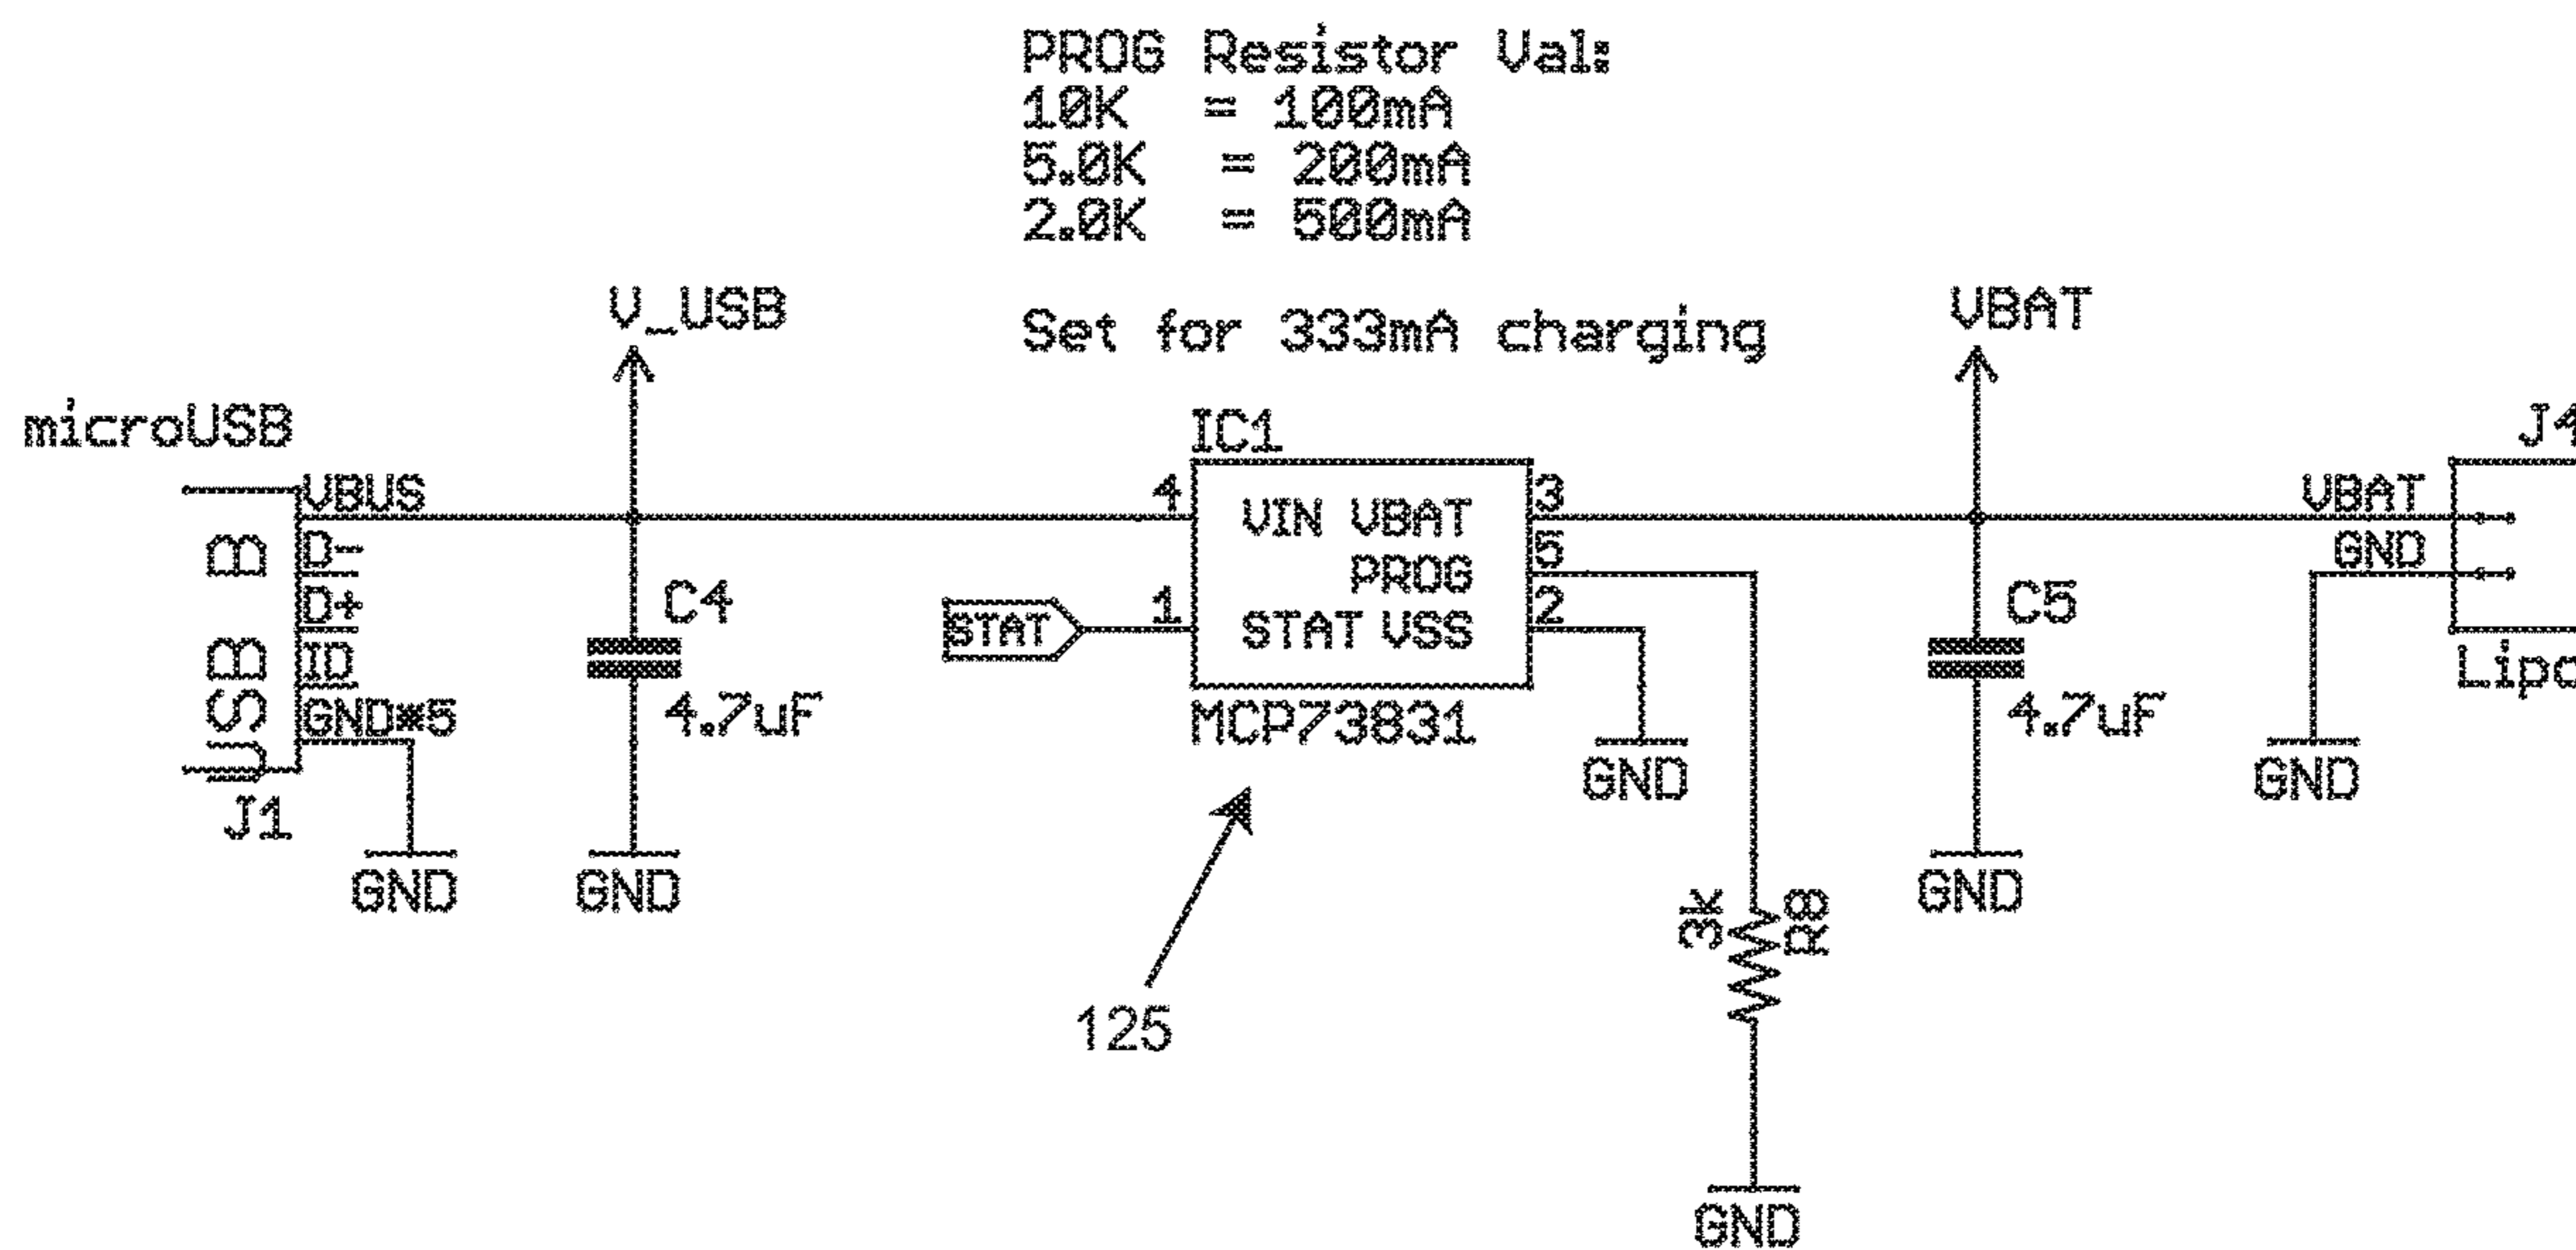 PROG Resistor Val:
10K = 100mA
5.0K = 200mA
2.0K = 500mA
Set for 333mA charging
V_USB
VBAT
microUSB
IC1
VBUS
D-
D+
ID
GND*5
USB B
J1
GND
C4
4.7uF
GND
STAT
4
1
VIN VBAT
PROG
STAT VSS
MCP73831
3
5
2
GND
125
3k
R8
GND
C5
4.7uF
GND
VBAT
GND
GND
J4